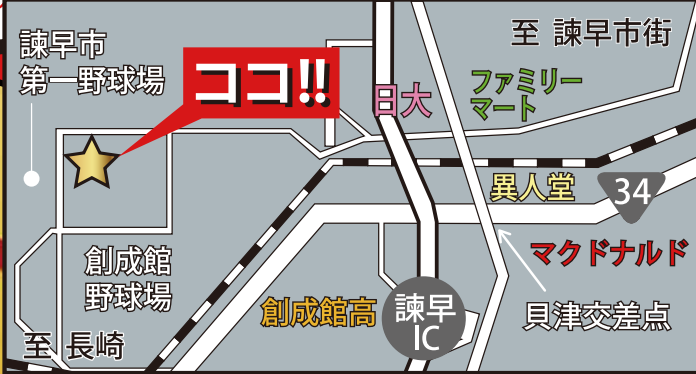 至 諫早市街
諫早市
第一野球場
ココ!!
日大
ファミリー
マート
異人堂
34
マクドナルド
創成館
野球場
創成館高
諫早
IC
貝津交差点
至 長崎